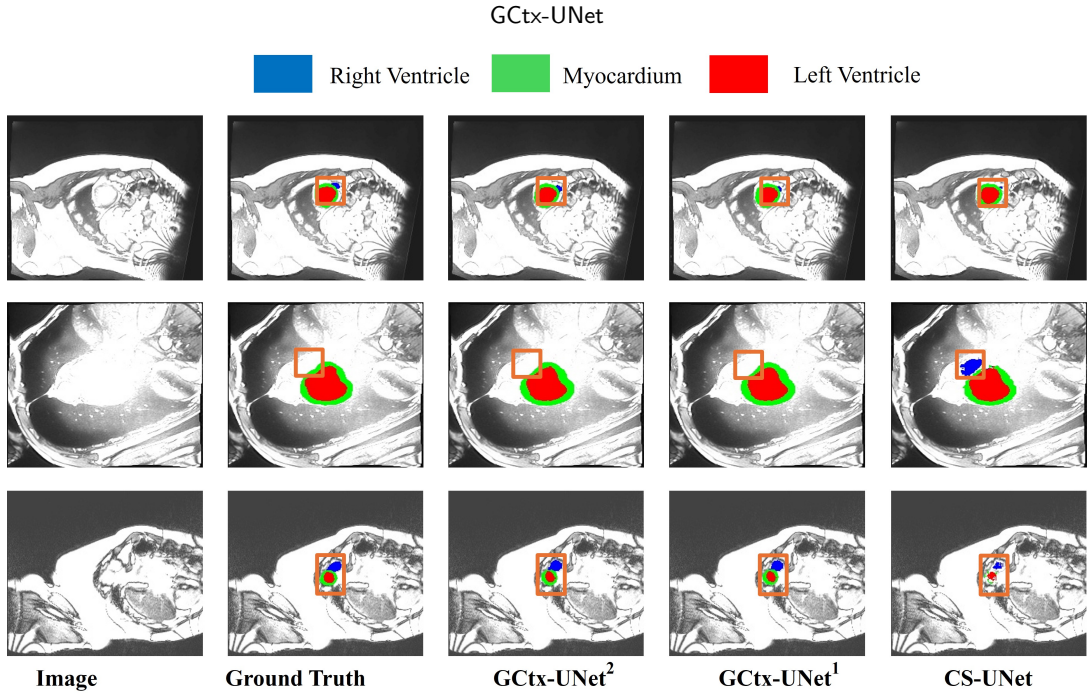 GCtx-UNet
Right Ventricle Myocardium Left Ventricle
Image Ground Truth GCtx-UNet² GCtx-UNet¹ CS-UNet